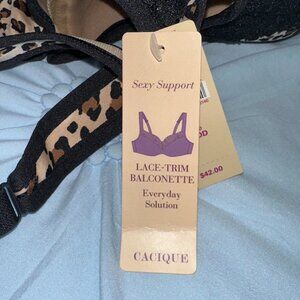 Sexy Support
LACE-TRIM
BALCONETTE
Everyday
Solution
CACIQUE
$42.00